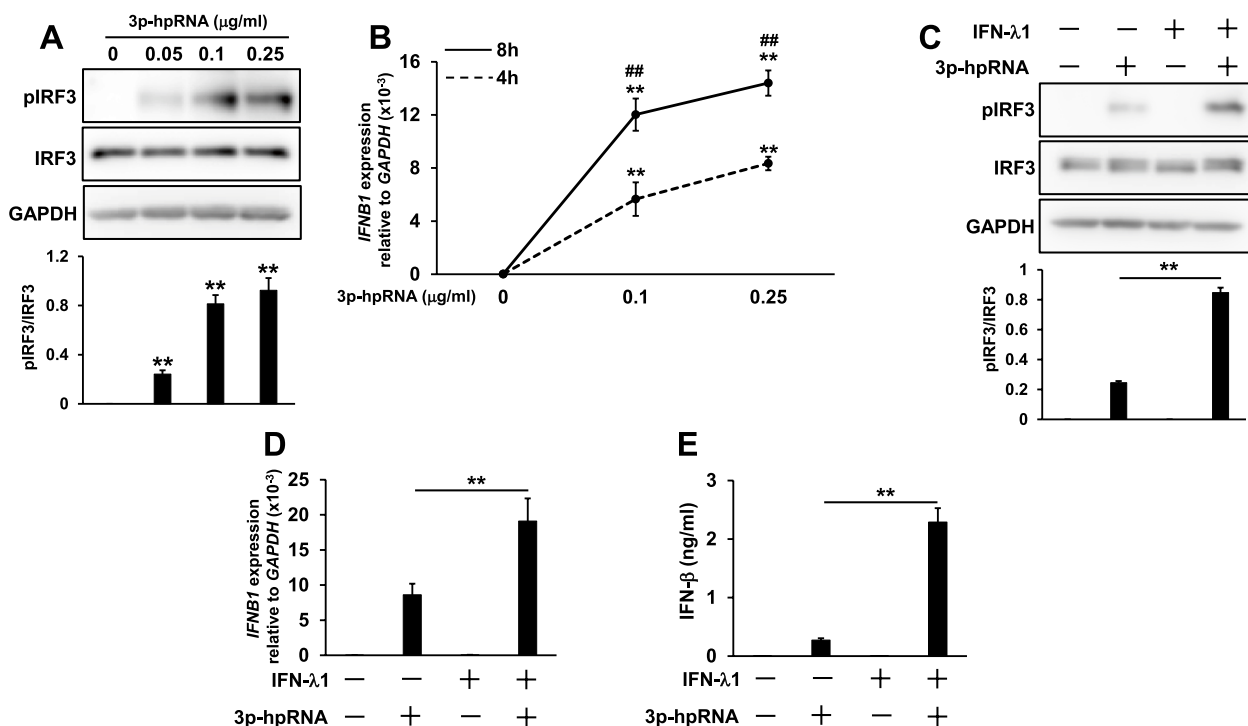 A
3p-hpRNA (μg/ml)
0 0.05 0.1 0.25
pIRF3
IRF3
GAPDH
1.2
0.8
0.4
0
pIRF3/IRF3
** ** **
B
8h
4h
16
12
8
4
0
IFNB1 expression
relative to GAPDH (x10⁻³)
## ##
** **
** **
3p-hpRNA (μg/ml) 0 0.1 0.25
C
IFN-λ1 − − + +
3p-hpRNA − + − +
pIRF3
IRF3
GAPDH
1
0.8
0.6
0.4
0.2
0
pIRF3/IRF3
**
D
25
20
15
10
5
0
IFNB1 expression
relative to GAPDH (x10⁻³)
**
IFN-λ1 − − + +
3p-hpRNA − + − +
E
3
2
1
0
IFN-β (ng/ml)
**
IFN-λ1 − − + +
3p-hpRNA − + − +